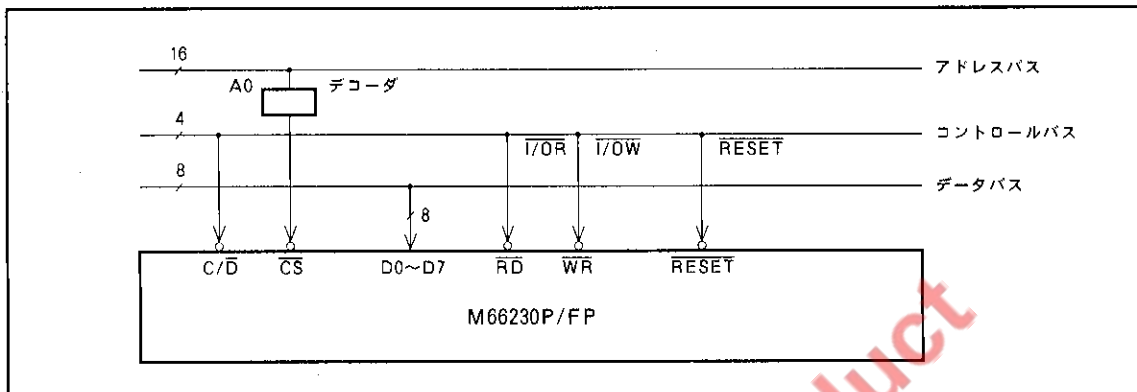 16
アドレスバス
A0 デコーダ
4
コントロールバス
I/OR I/OW RESET
8
データバス
8
C/D CS D0～D7 RD WR RESET
M66230P/FP
duct